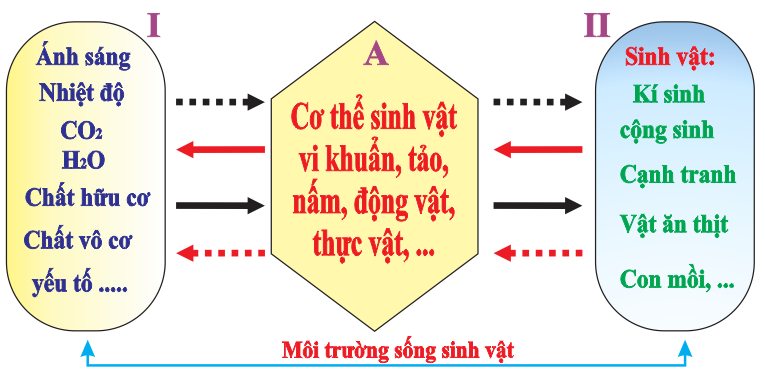 I
Ánh sáng
Nhiệt độ
CO₂
H₂O
Chất hữu cơ
Chất vô cơ
yếu tố .....
A
Cơ thể sinh vật
vi khuẩn, tảo,
nấm, động vật,
thực vật, ...
II
Sinh vật:
Kí sinh
cộng sinh
Cạnh tranh
Vật ăn thịt
Con mồi, ...
Môi trường sống sinh vật